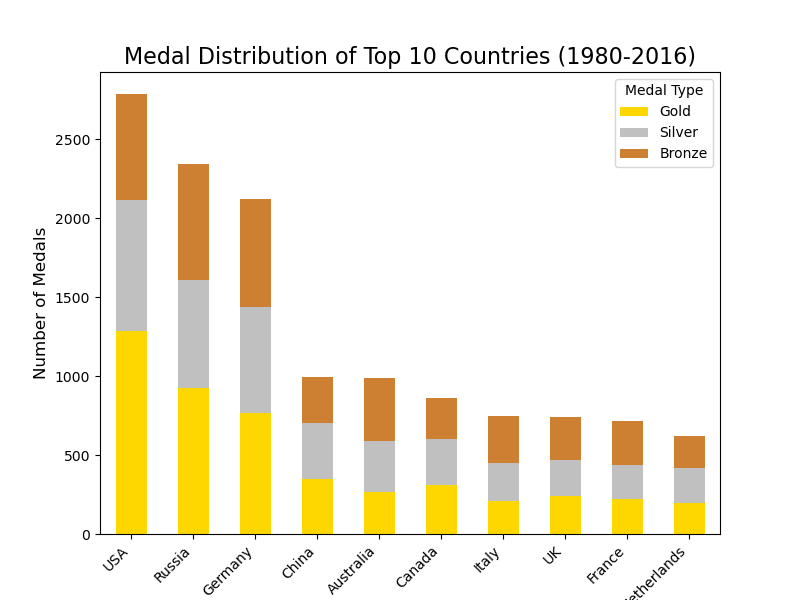 Medal Distribution of Top 10 Countries (1980-2016)
Medal Type
Gold
Silver
Bronze
Number of Medals
2500
2000
1500
1000
500
0
USA
Russia
Germany
China
Australia
Canada
Italy
UK
France
etherlands